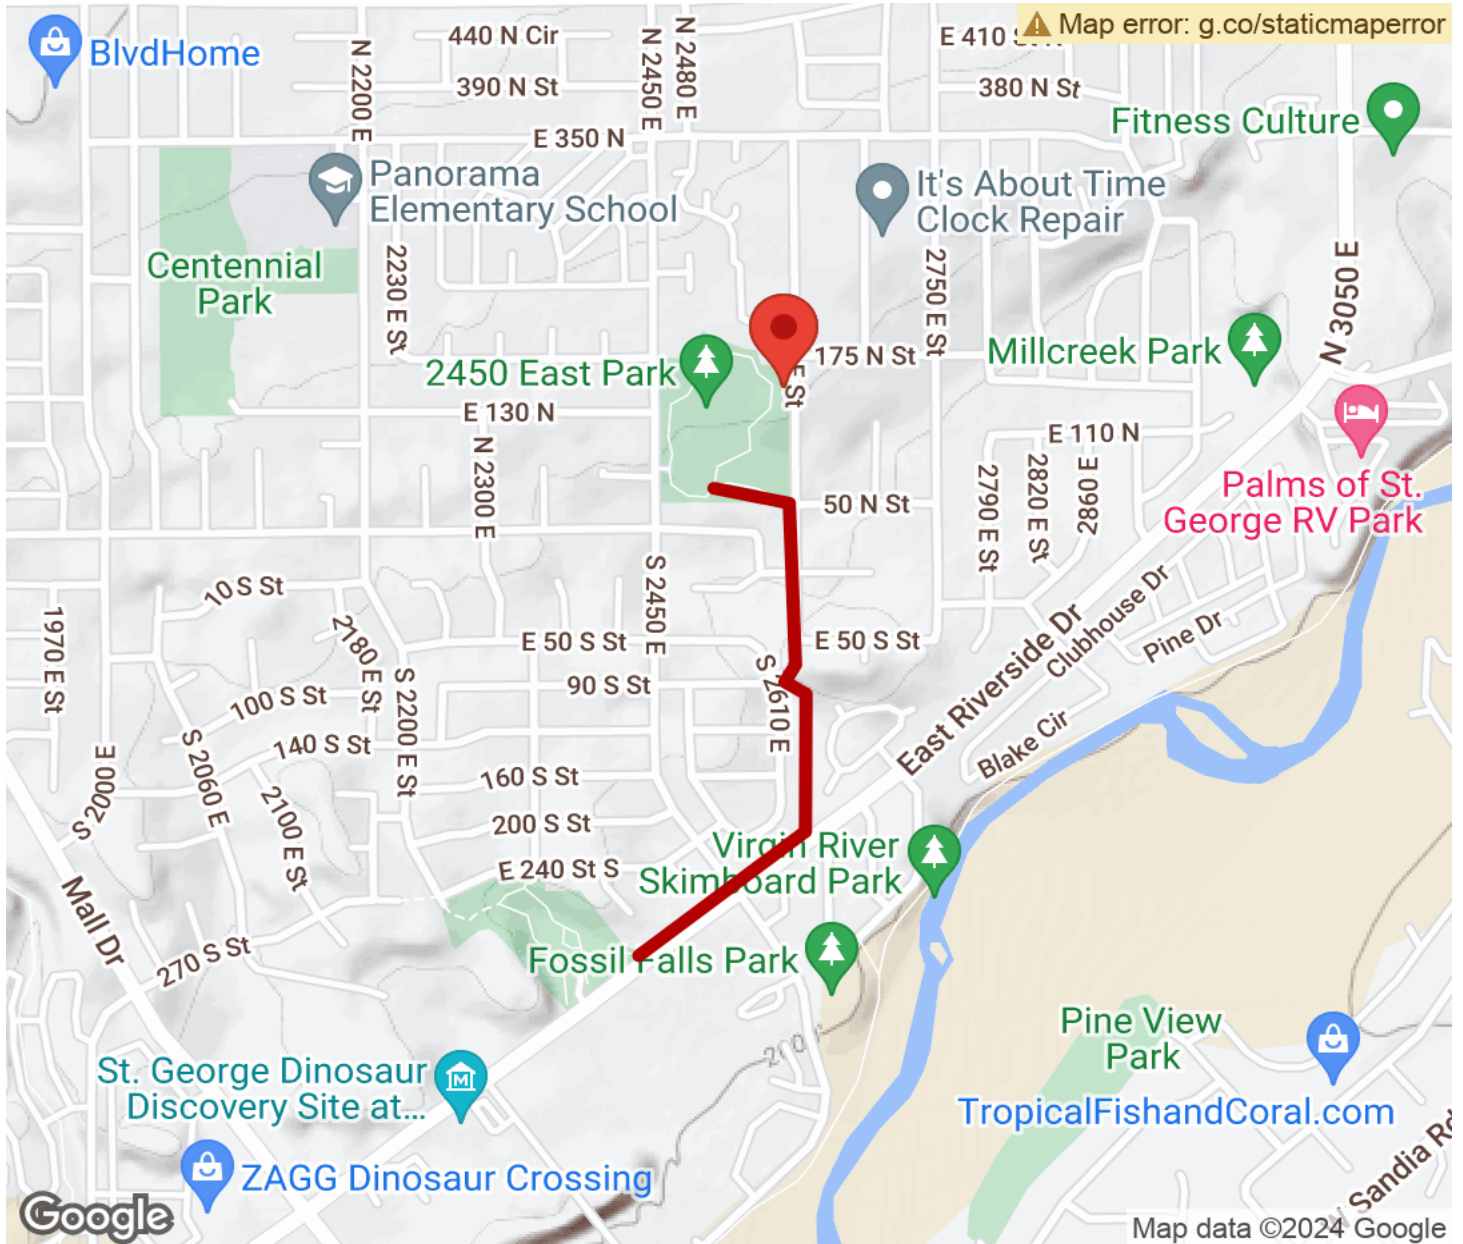 440 N Cir
E 410
Map error: g.co/staticmaperror
BlvdHome
N 2200 E
390 N St
N 2450 E
N 2480 E
380 N St
E 350 N
Fitness Culture
Panorama
Elementary School
It's About Time
Clock Repair
Centennial
Park
2230 E St
2750 E St
N 3050 E
2450 East Park
175 N St
E St
Millcreek Park
E 130 N
N 2300 E
E 110 N
2790 E St
2820 E St
2860 E
50 N St
Palms of St.
George RV Park
10 S St
S 2450 E
1970 E St
2180 E St
E 50 S St
E 50 S St
Clubhouse Dr
Pine Dr
S 2200 E St
90 S St
S 2610 E
East Riverside Dr
100 S St
140 S St
S 2060 E
S 2000 E
160 S St
Blake Cir
2100 E St
200 S St
E 240 St S
Virgin River
Skimboard Park
Mall Dr
270 S St
Fossil Falls Park
Pine View
Park
St. George Dinosaur
Discovery Site at...
TropicalFishandCoral.com
ZAGG Dinosaur Crossing
W Sandia Rd
Google
Map data ©2024 Google